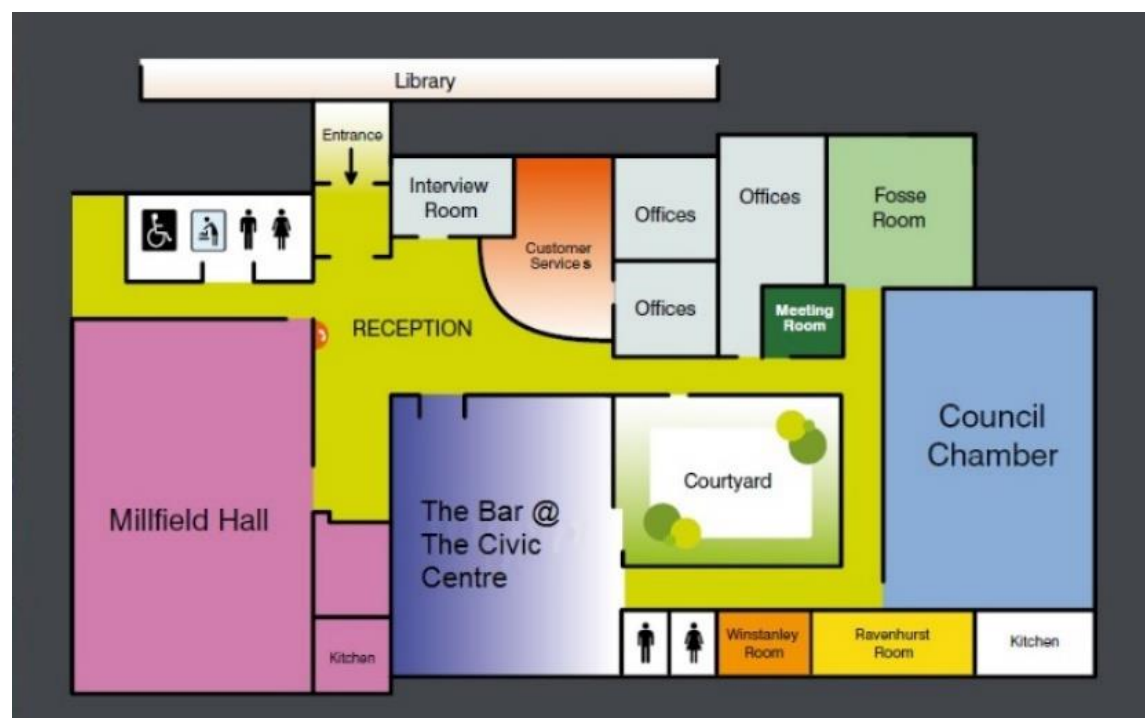 Library
Entrance
Interview
Room
Customer
Services
Offices
Offices
Offices
Fosse
Room
Meeting
Room
RECEPTION
Council
Chamber
Courtyard
Millfield Hall
The Bar @
The Civic
Centre
Kitchen
Winstanley
Room
Ravenhurst
Room
Kitchen